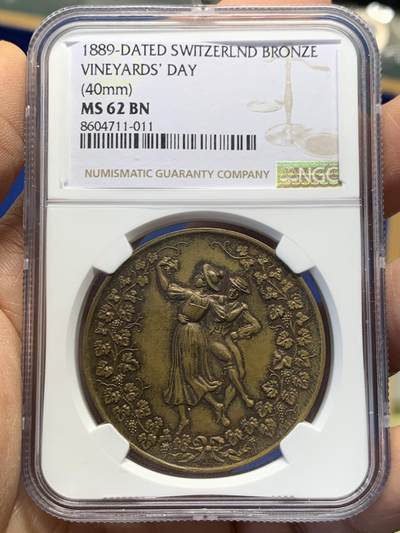 1889-DATED SWITZERLND BRONZE
VINEYARDS' DAY
(40mm)
MS 62 BN
8604711-011
NUMISMATIC GUARANTY COMPANY
NGC